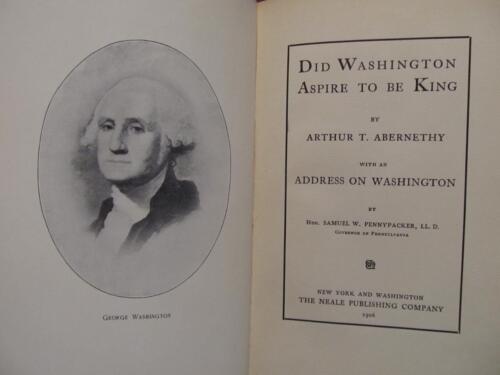 GEORGE WASHINGTON
DID WASHINGTON
ASPIRE TO BE KING
BY
ARTHUR T. ABERNETHY
WITH AN
ADDRESS ON WASHINGTON
BY
HON. SAMUEL W. PENNYPACKER, LL. D.
GOVERNOR OF PENNSYLVANIA
NEW YORK AND WASHINGTON
THE NEALE PUBLISHING COMPANY
1906